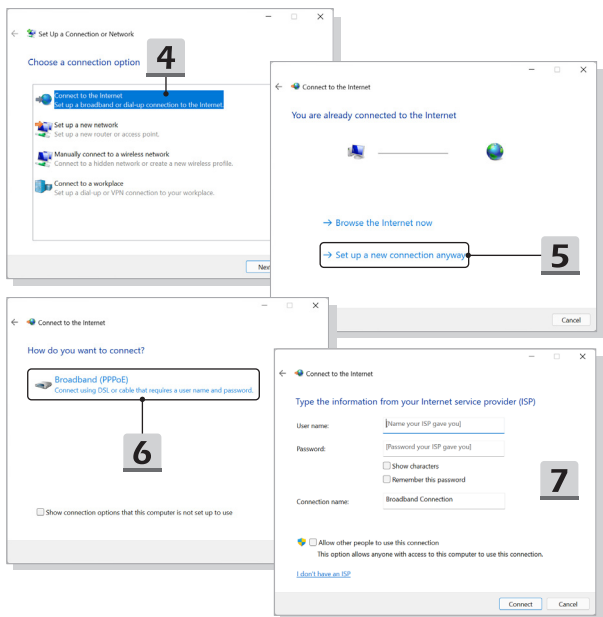 Set Up a Connection or Network
Choose a connection option
4
Connect to the Internet
Set up a broadband or dial-up connection to the Internet.
Set up a new network
Set up a new router or access point.
Manually connect to a wireless network
Connect to a hidden network or create a new wireless profile.
Connect to a workplace
Set up a dial-up or VPN connection to your workplace.
Connect to the Internet
You are already connected to the Internet
→ Browse the Internet now
→ Set up a new connection anyway
5
Cancel
Connect to the Internet
How do you want to connect?
Broadband (PPPoE)
Connect using DSL or cable that requires a user name and password.
6
Show connection options that this computer is not set up to use
Connect to the Internet
Type the information from your Internet service provider (ISP)
User name: [Name your ISP gave you]
Password: [Password your ISP gave you]
Show characters
Remember this password
7
Connection name: Broadband Connection
Allow other people to use this connection
This option allows anyone with access to this computer to use this connection.
I don't have an ISP
Connect Cancel